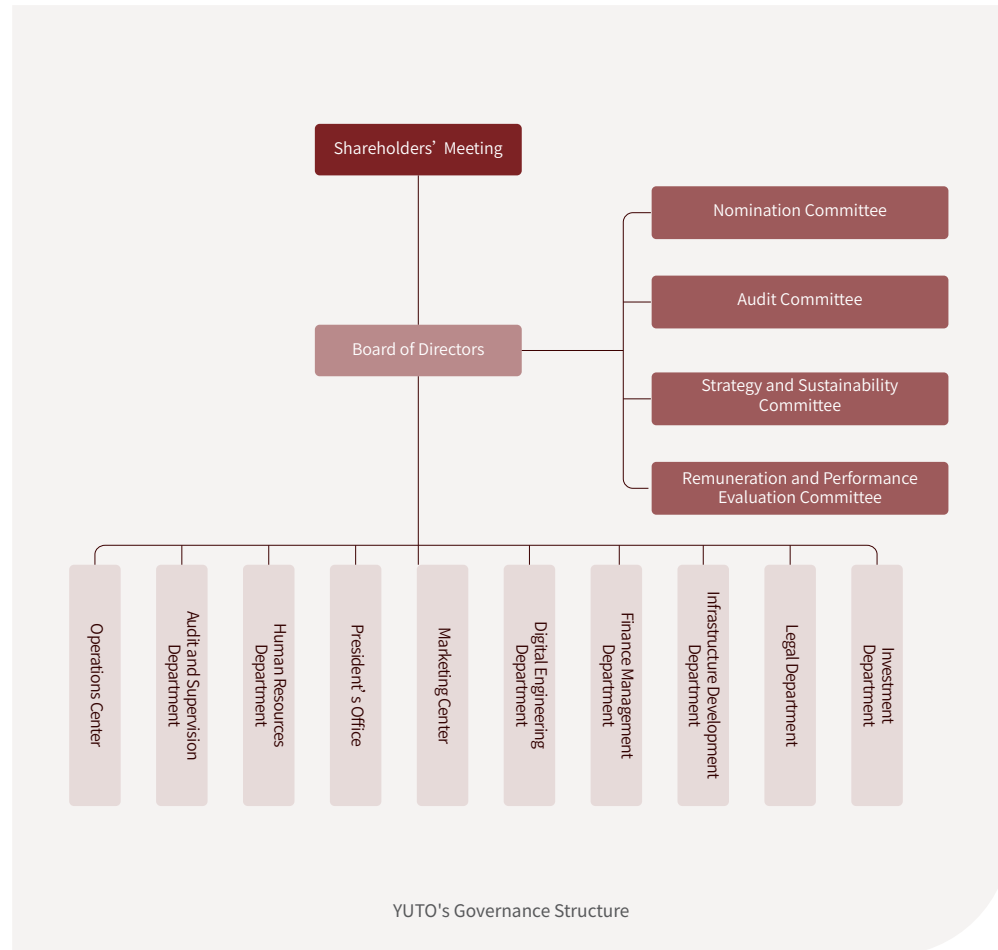 Shareholders’ Meeting
Nomination Committee
Audit Committee
Board of Directors
Strategy and Sustainability
Committee
Remuneration and Performance
Evaluation Committee
Operations Center
Audit and Supervision
Department
Human Resources
Department
President’s Office
Marketing Center
Digital Engineering
Department
Finance Management
Department
Infrastructure Development
Department
Legal Department
Investment
Department
YUTO's Governance Structure